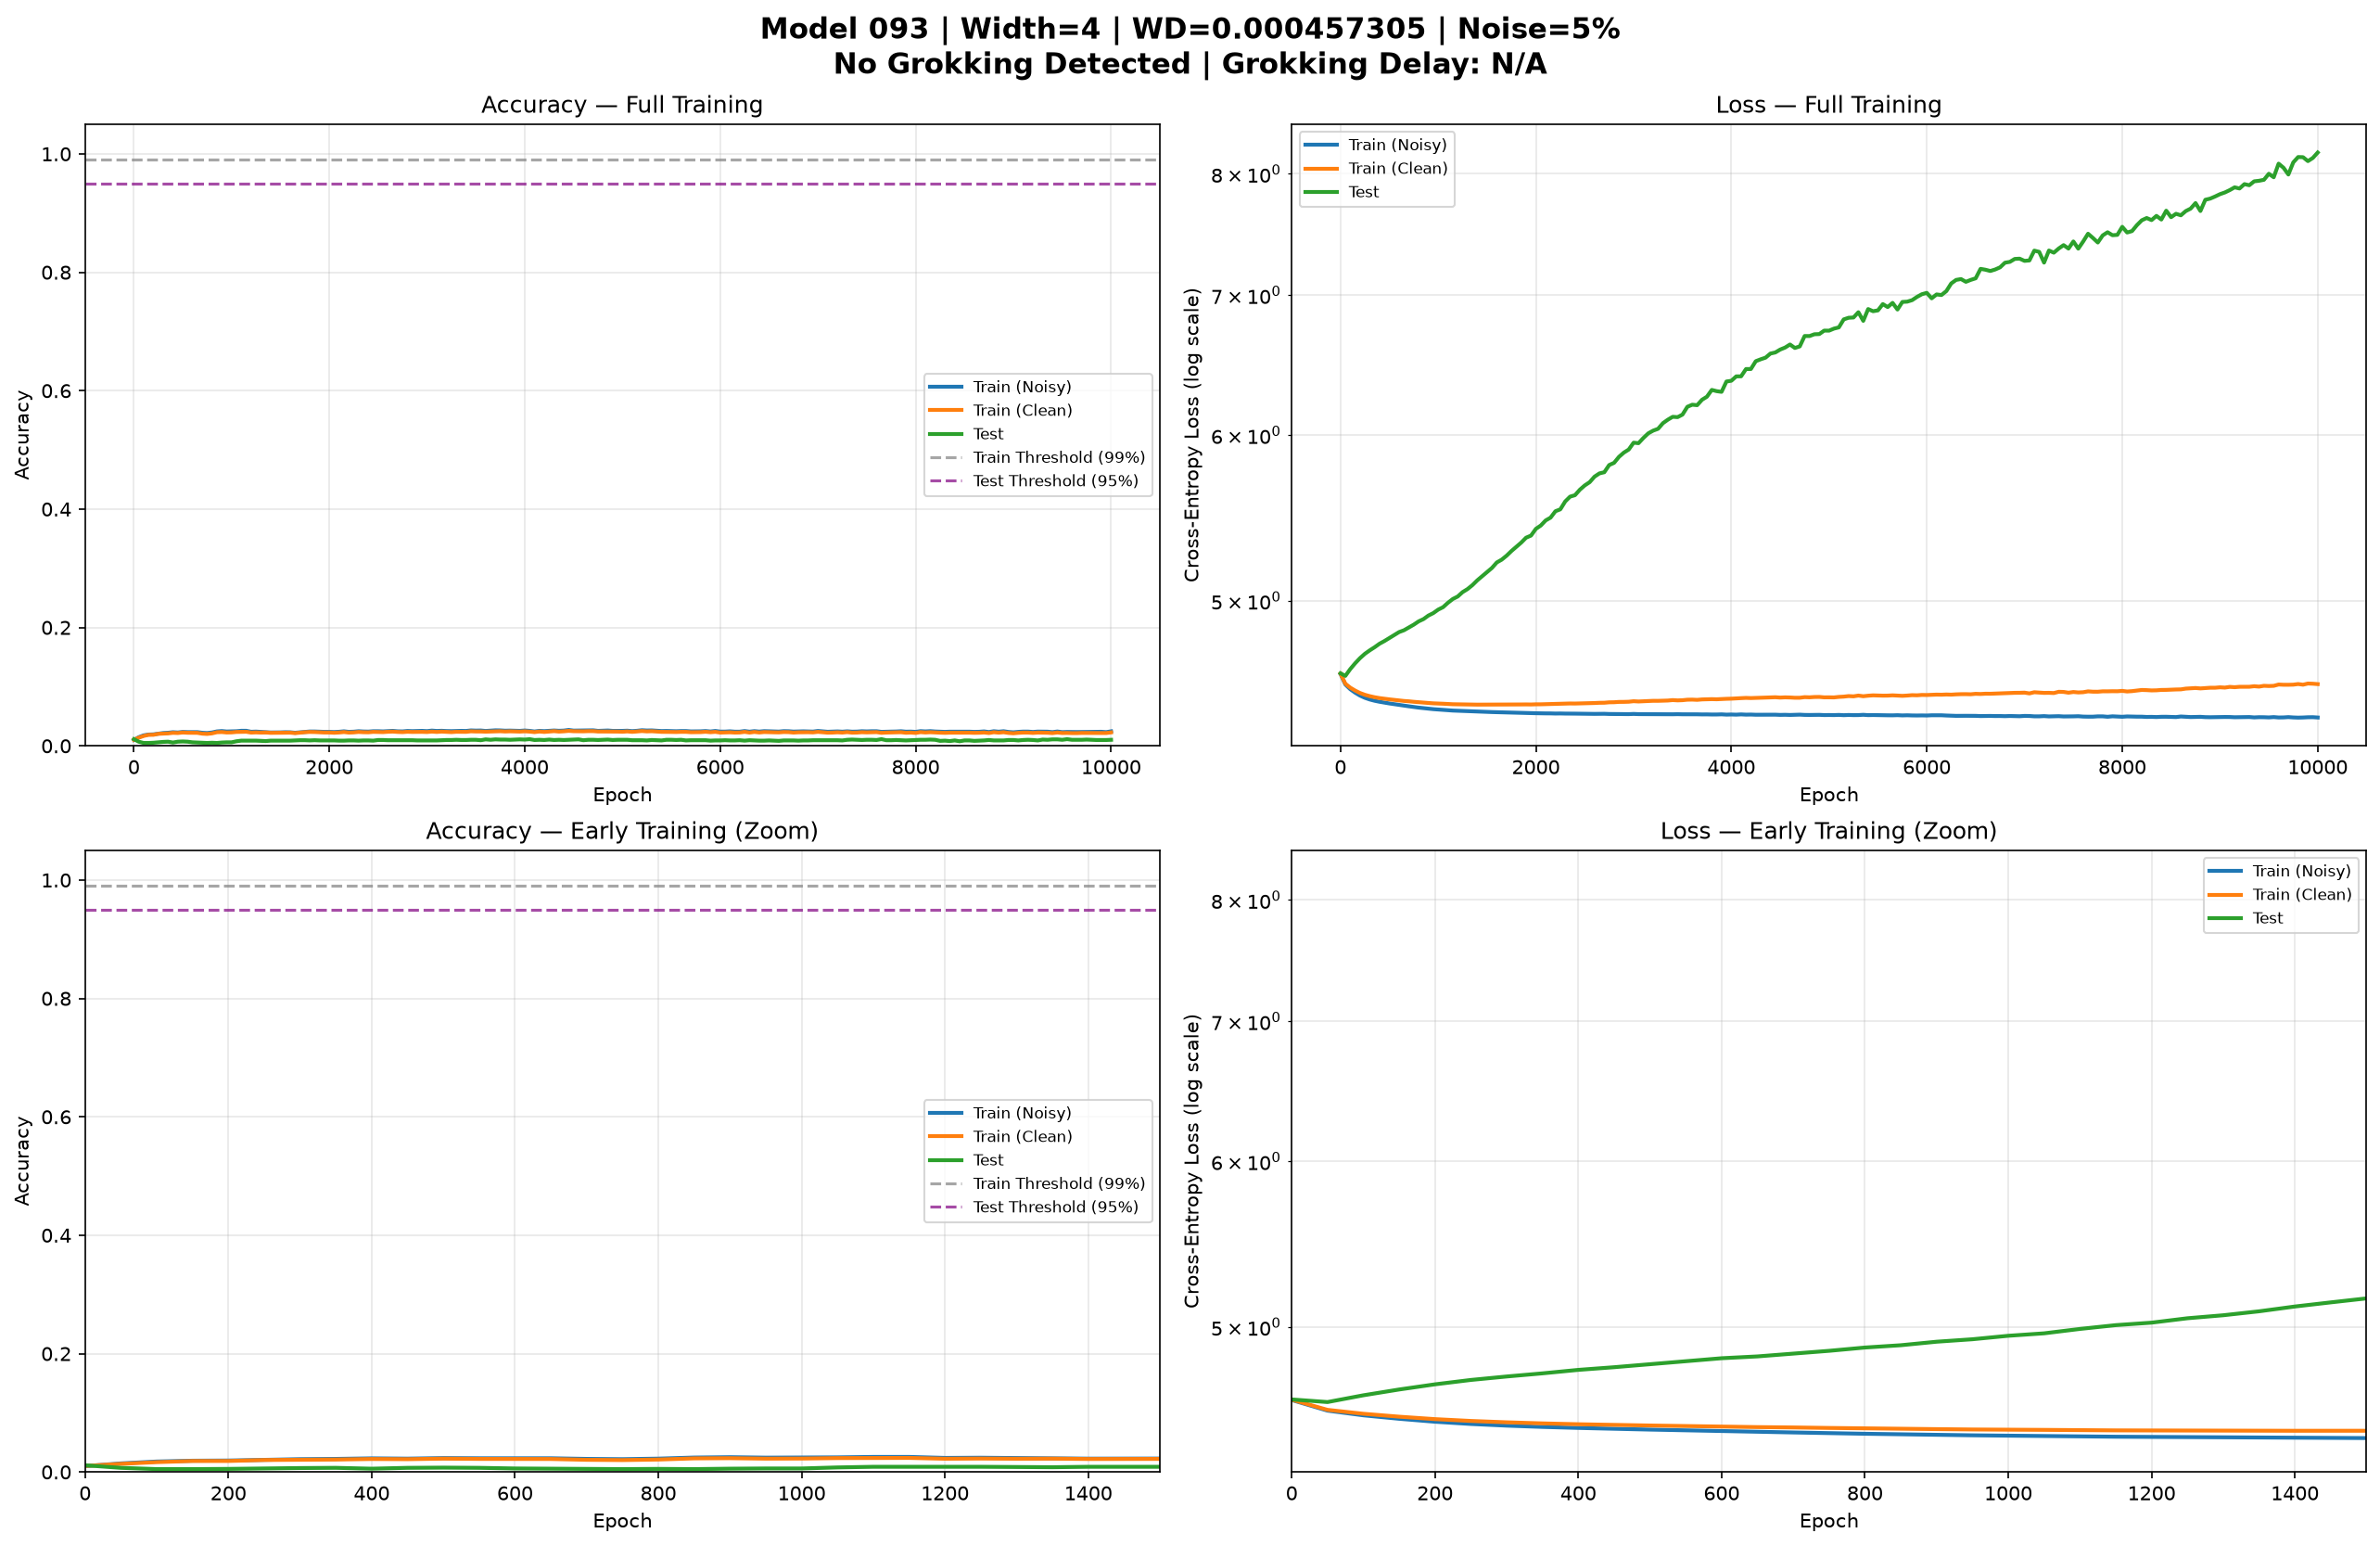 Model 093 | Width=4 | WD=0.000457305 | Noise=5%
No Grokking Detected | Grokking Delay: N/A
Accuracy — Full Training
1.0
0.8
0.6
0.4
0.2
0.0
Accuracy
0 2000 4000 6000 8000 10000
Epoch
Train (Noisy)
Train (Clean)
Test
Train Threshold (99%)
Test Threshold (95%)
Loss — Full Training
8 × 10⁰
7 × 10⁰
6 × 10⁰
5 × 10⁰
Cross-Entropy Loss (log scale)
0 2000 4000 6000 8000 10000
Epoch
Train (Noisy)
Train (Clean)
Test
Accuracy — Early Training (Zoom)
1.0
0.8
0.6
0.4
0.2
0.0
Accuracy
0 200 400 600 800 1000 1200 1400
Epoch
Train (Noisy)
Train (Clean)
Test
Train Threshold (99%)
Test Threshold (95%)
Loss — Early Training (Zoom)
8 × 10⁰
7 × 10⁰
6 × 10⁰
5 × 10⁰
Cross-Entropy Loss (log scale)
0 200 400 600 800 1000 1200 1400
Epoch
Train (Noisy)
Train (Clean)
Test